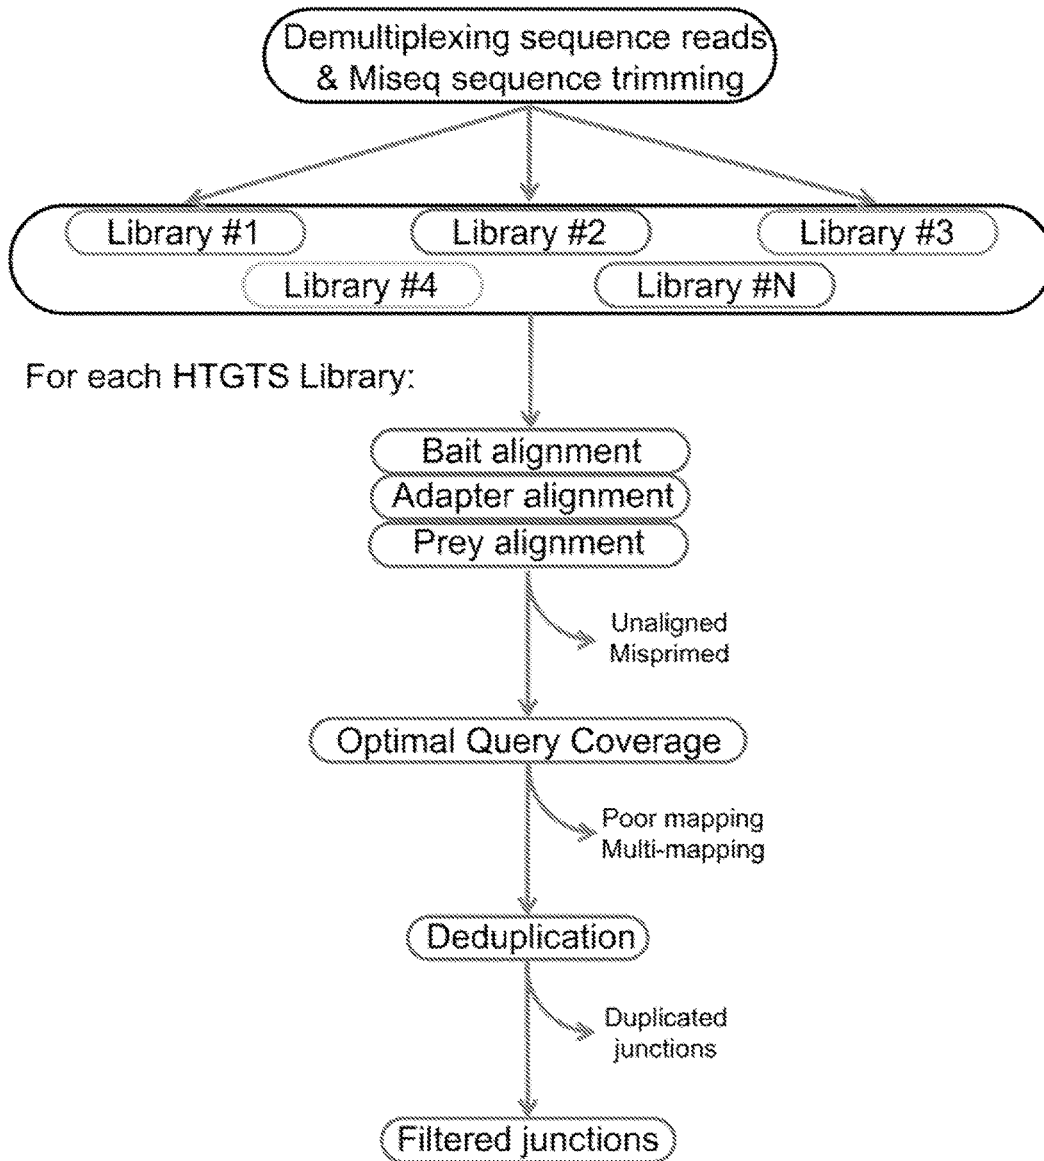 Demultiplexing sequence reads
& Miseq sequence trimming
Library #1
Library #2
Library #3
Library #4
Library #N
For each HTGTS Library:
Bait alignment
Adapter alignment
Prey alignment
Unaligned
Misprimed
Optimal Query Coverage
Poor mapping
Multi-mapping
Deduplication
Duplicated
junctions
Filtered junctions